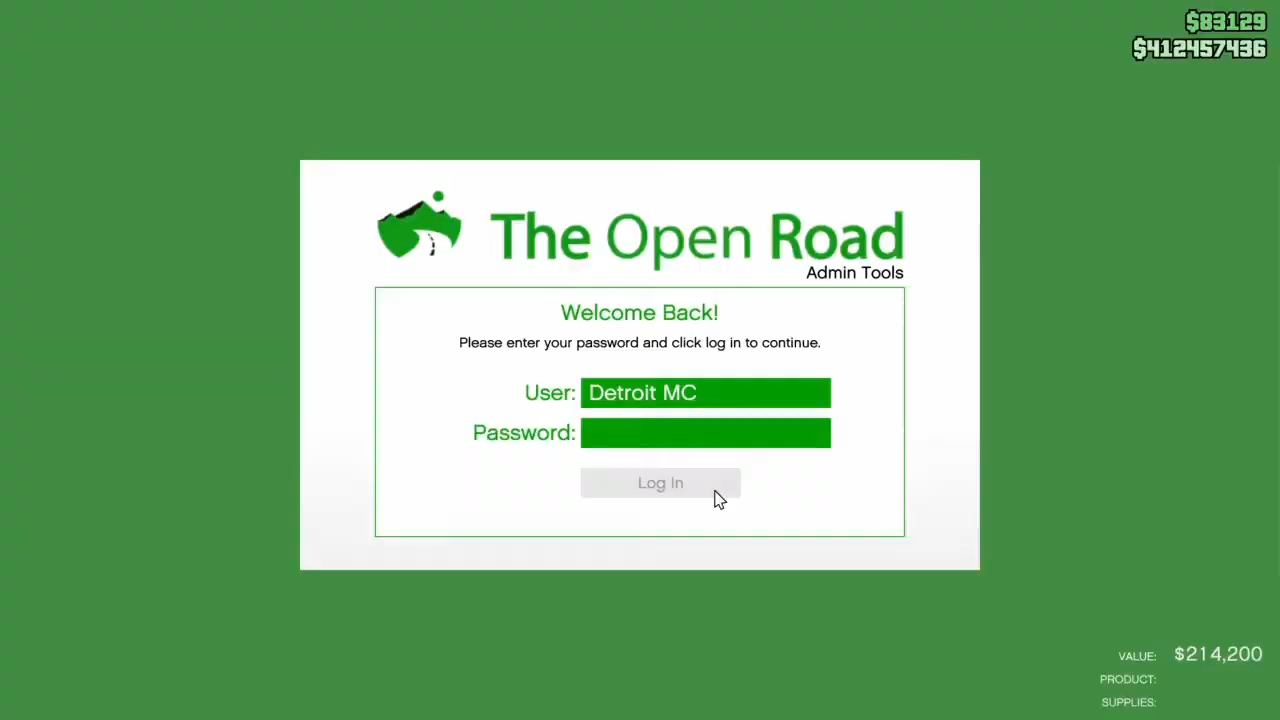 $83129
$412457436
The Open Road
Admin Tools
Welcome Back!
Please enter your password and click log in to continue.
User: Detroit MC
Password:
Log In
VALUE: $214,200
PRODUCT:
SUPPLIES: